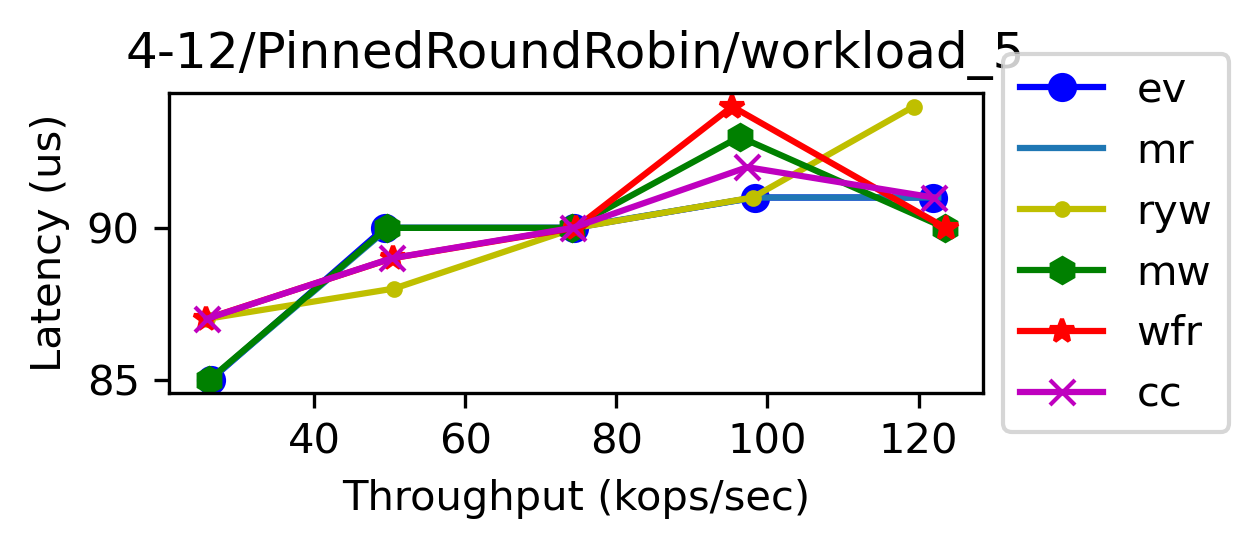 4-12/PinnedRoundRobin/workload_5
Latency (us)
90
85
40 60 80 100 120
Throughput (kops/sec)
ev
mr
ryw
mw
wfr
cc